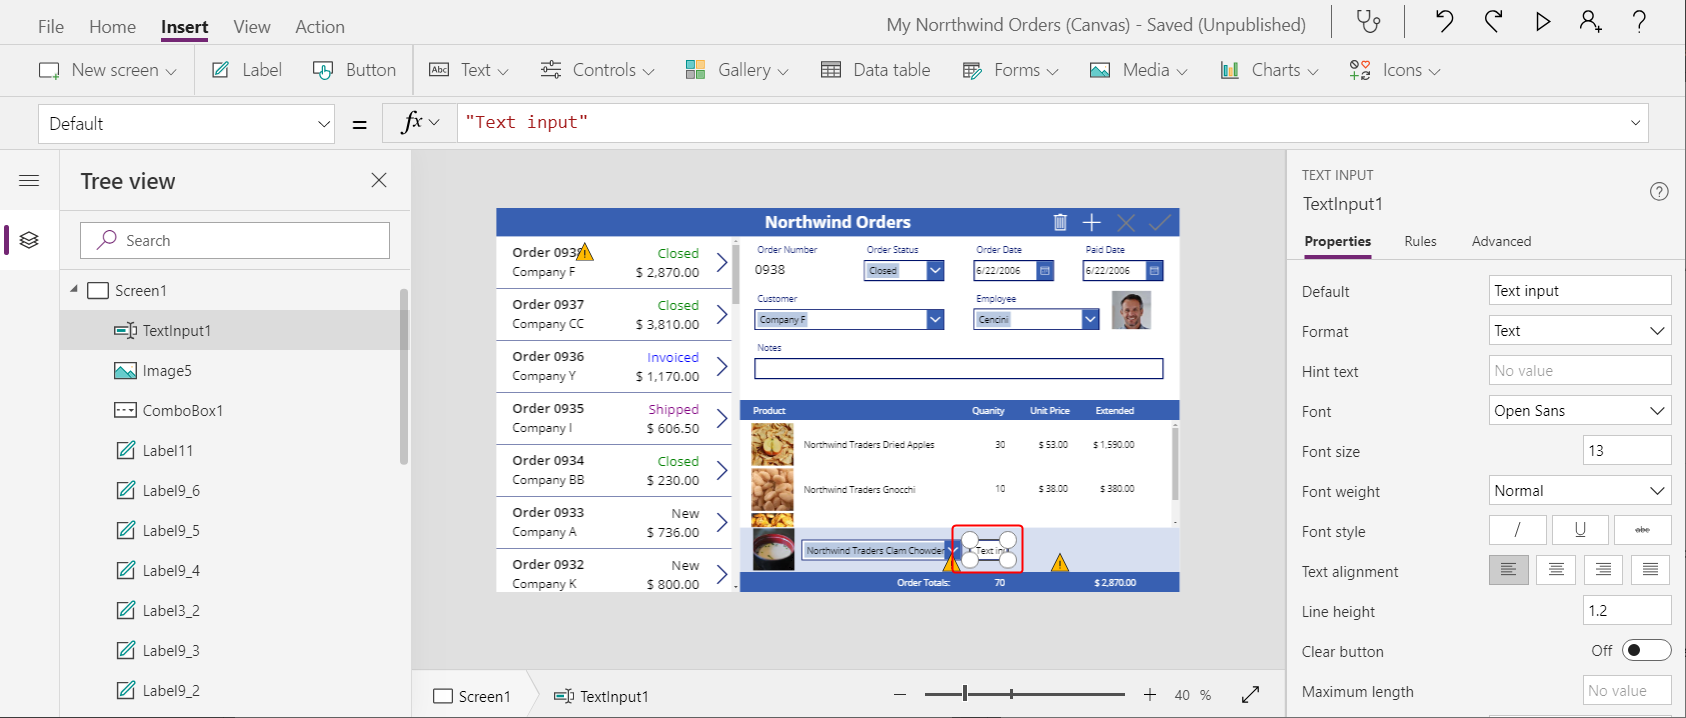 File Home Insert View Action
My Norrthwind Orders (Canvas) - Saved (Unpublished)
New screen Label Button Abc Text Controls Gallery Data table Forms Media Charts Icons
Default = fx "Text input"
Tree view
Search
Screen1
TextInput1
Image5
ComboBox1
Label11
Label9_6
Label9_5
Label9_4
Label3_2
Label9_3
Label9_2
Northwind Orders
Order 0938 Closed
Company F $ 2,870.00
Order 0937 Closed
Company CC $ 3,810.00
Order 0936 Invoiced
Company Y $ 1,170.00
Order 0935 Shipped
Company I $ 606.50
Order 0934 Closed
Company BB $ 230.00
Order 0933 New
Company A $ 736.00
Order 0932 New
Company K $ 800.00
Order Number Order Status Order Date Paid Date
0938 Closed 6/22/2006 6/22/2006
Customer Employee
Company F Cencini
Notes
Product Quanity Unit Price Extended
Northwind Traders Dried Apples 30 $ 53.00 $ 1,590.00
Northwind Traders Gnocchi 10 $ 38.00 $ 380.00
Northwind Traders Clam Chowder Text in
Order Totals: 70 $ 2,870.00
Screen1 TextInput1 40 %
TEXT INPUT
TextInput1
Properties Rules Advanced
Default Text input
Format Text
Hint text No value
Font Open Sans
Font size 13
Font weight Normal
Font style / U abc
Text alignment
Line height 1.2
Clear button Off
Maximum length No value